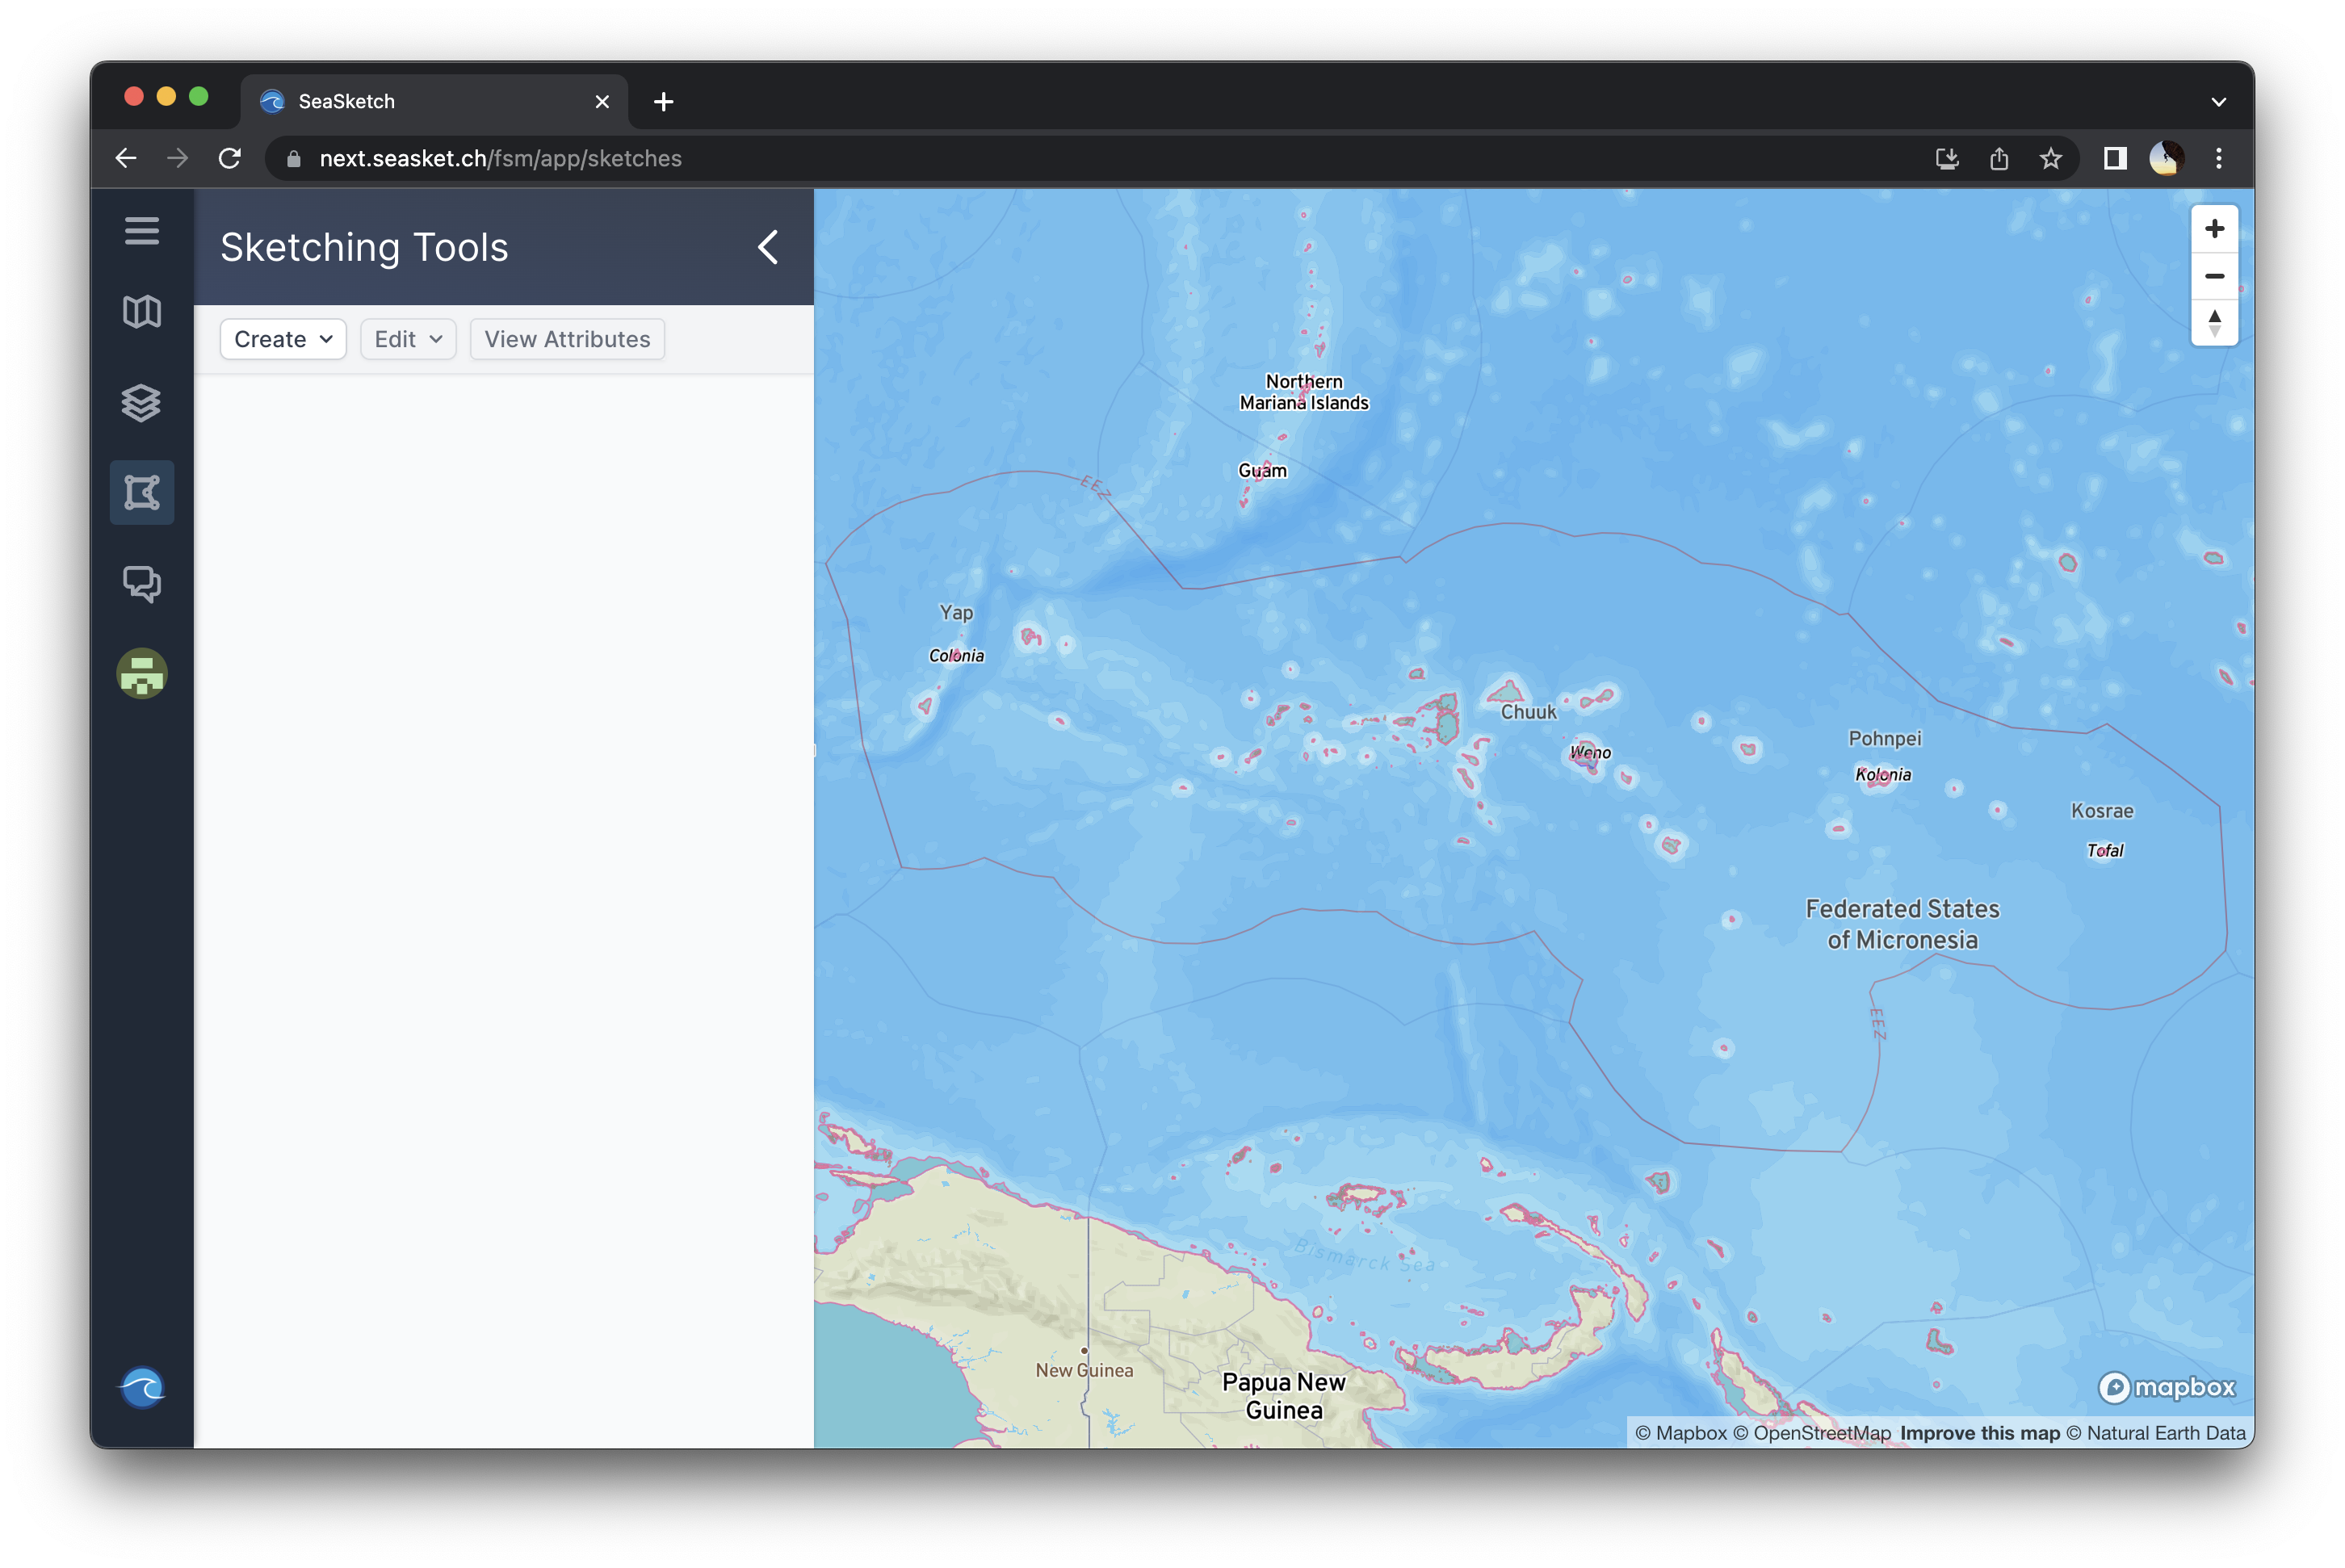 SeaSketch
next.seasket.ch/fsm/app/sketches
Sketching Tools
Create
Edit
View Attributes
Northern
Mariana Islands
Guam
EEZ
Yap
Colonia
Chuuk
Weno
Pohnpei
Kolonia
Kosrae
Tofal
Federated States
of Micronesia
EEZ
Bismarck Sea
New Guinea
Papua New
Guinea
mapbox
© Mapbox © OpenStreetMap Improve this map © Natural Earth Data